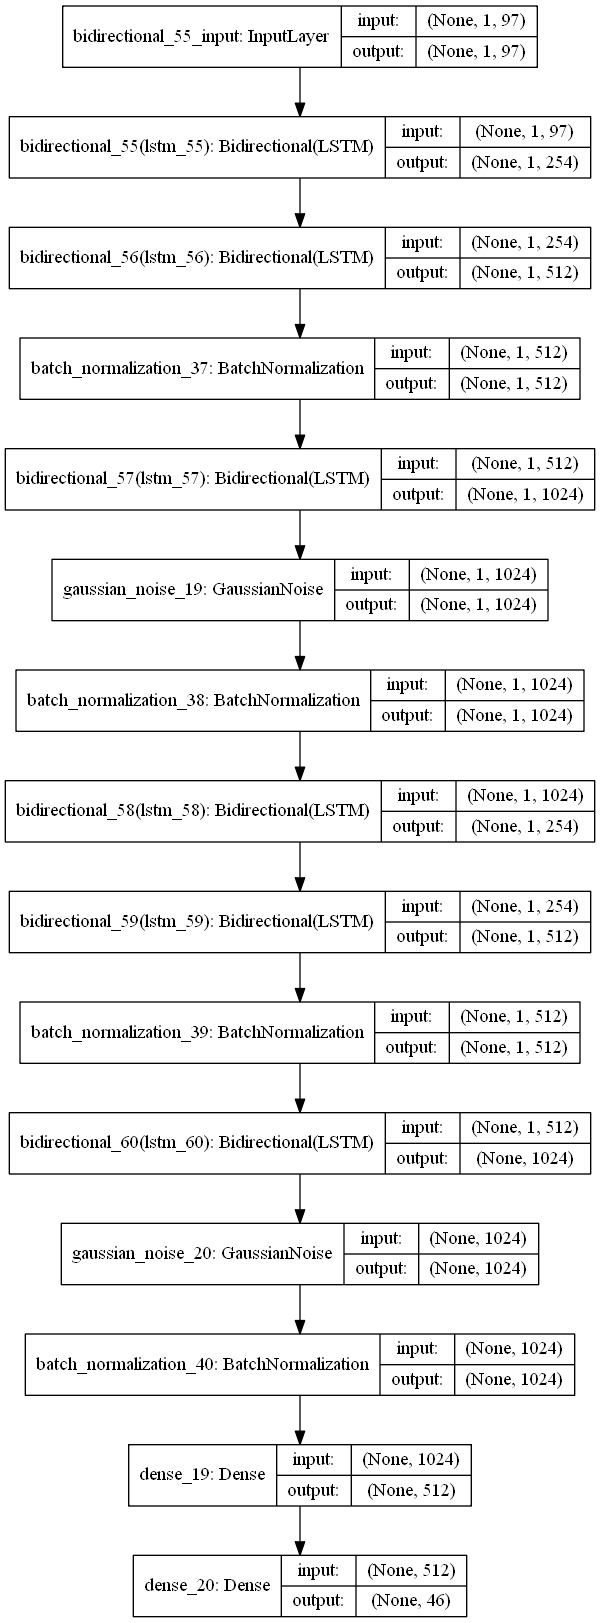 bidirectional_55_input: InputLayer
input: (None, 1, 97)
output: (None, 1, 97)
bidirectional_55(lstm_55): Bidirectional(LSTM)
input: (None, 1, 97)
output: (None, 1, 254)
bidirectional_56(lstm_56): Bidirectional(LSTM)
input: (None, 1, 254)
output: (None, 1, 512)
batch_normalization_37: BatchNormalization
input: (None, 1, 512)
output: (None, 1, 512)
bidirectional_57(lstm_57): Bidirectional(LSTM)
input: (None, 1, 512)
output: (None, 1, 1024)
gaussian_noise_19: GaussianNoise
input: (None, 1, 1024)
output: (None, 1, 1024)
batch_normalization_38: BatchNormalization
input: (None, 1, 1024)
output: (None, 1, 1024)
bidirectional_58(lstm_58): Bidirectional(LSTM)
input: (None, 1, 1024)
output: (None, 1, 254)
bidirectional_59(lstm_59): Bidirectional(LSTM)
input: (None, 1, 254)
output: (None, 1, 512)
batch_normalization_39: BatchNormalization
input: (None, 1, 512)
output: (None, 1, 512)
bidirectional_60(lstm_60): Bidirectional(LSTM)
input: (None, 1, 512)
output: (None, 1024)
gaussian_noise_20: GaussianNoise
input: (None, 1024)
output: (None, 1024)
batch_normalization_40: BatchNormalization
input: (None, 1024)
output: (None, 1024)
dense_19: Dense
input: (None, 1024)
output: (None, 512)
dense_20: Dense
input: (None, 512)
output: (None, 46)